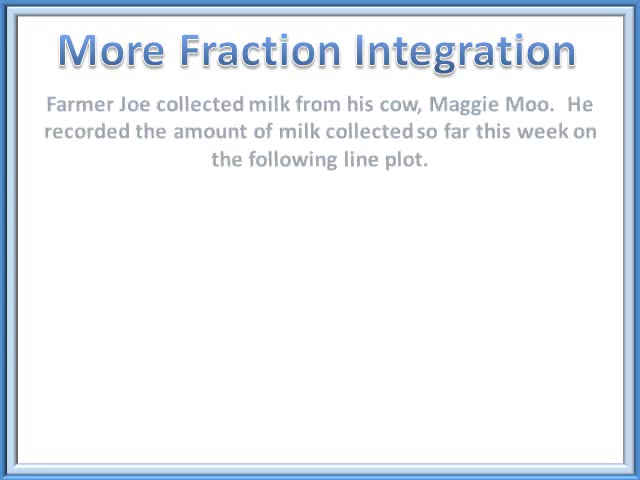 More Fraction Integration
Farmer Joe collected milk from his cow, Maggie Moo.  He
recorded the amount of milk collected so far this week on
the following line plot.